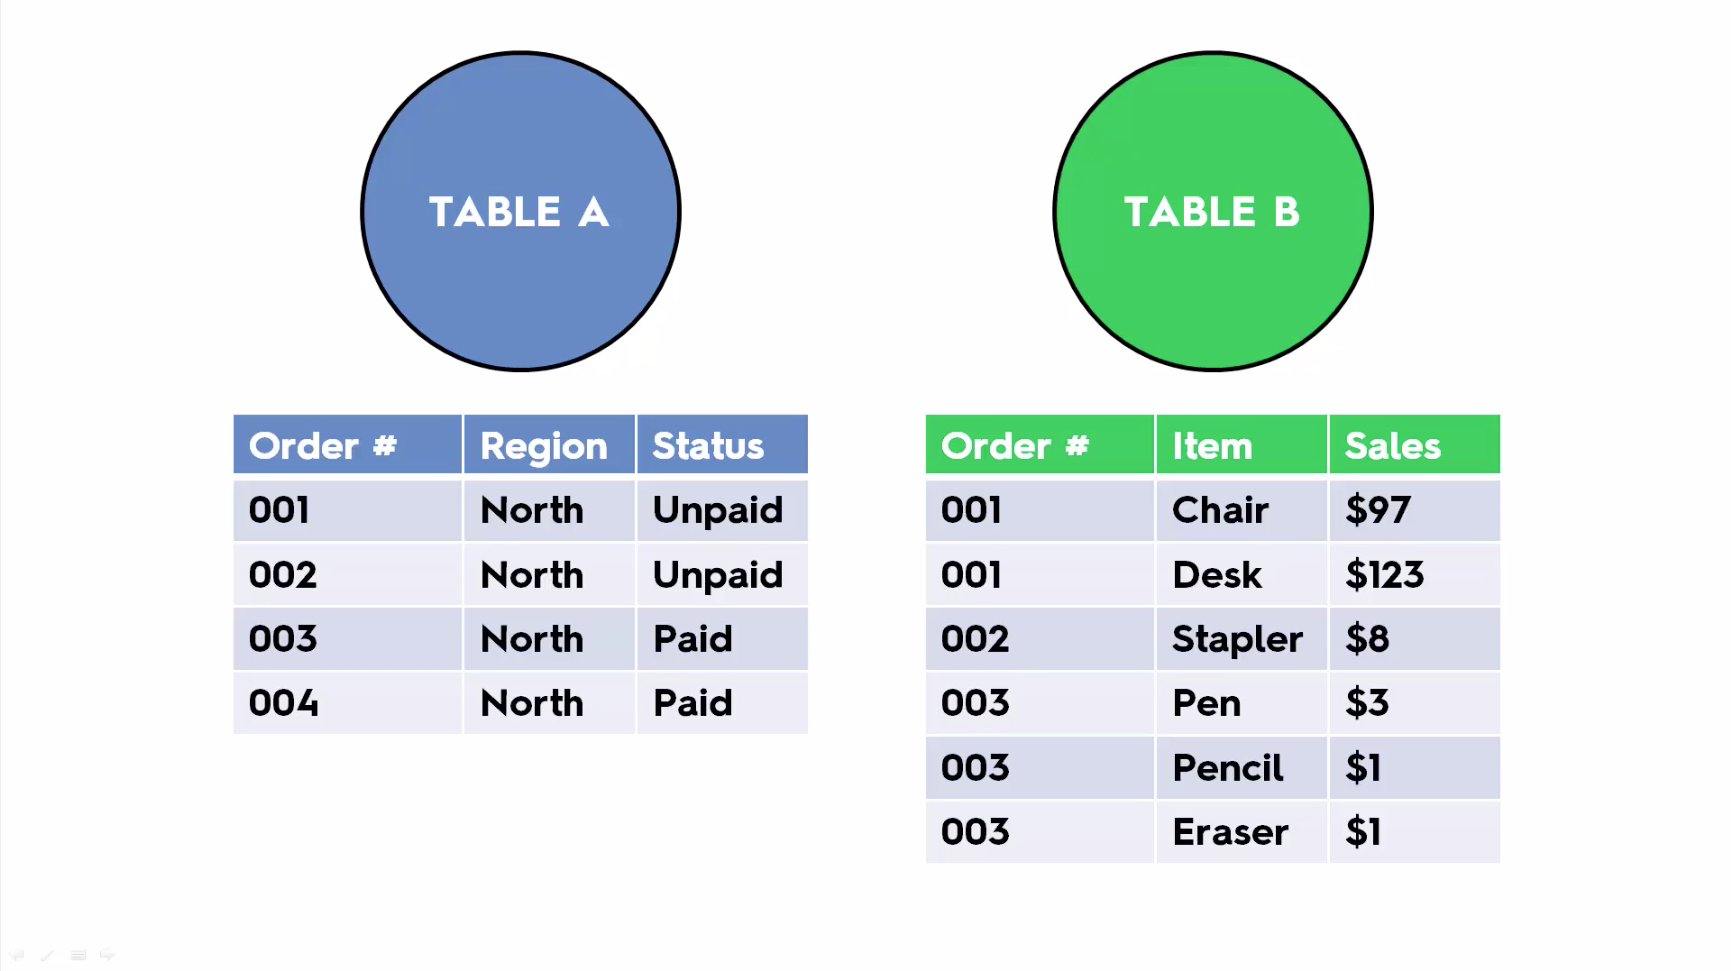 TABLE A
TABLE B
Order # Region Status
001 North Unpaid
002 North Unpaid
003 North Paid
004 North Paid
Order # Item Sales
001 Chair $97
001 Desk $123
002 Stapler $8
003 Pen $3
003 Pencil $1
003 Eraser $1